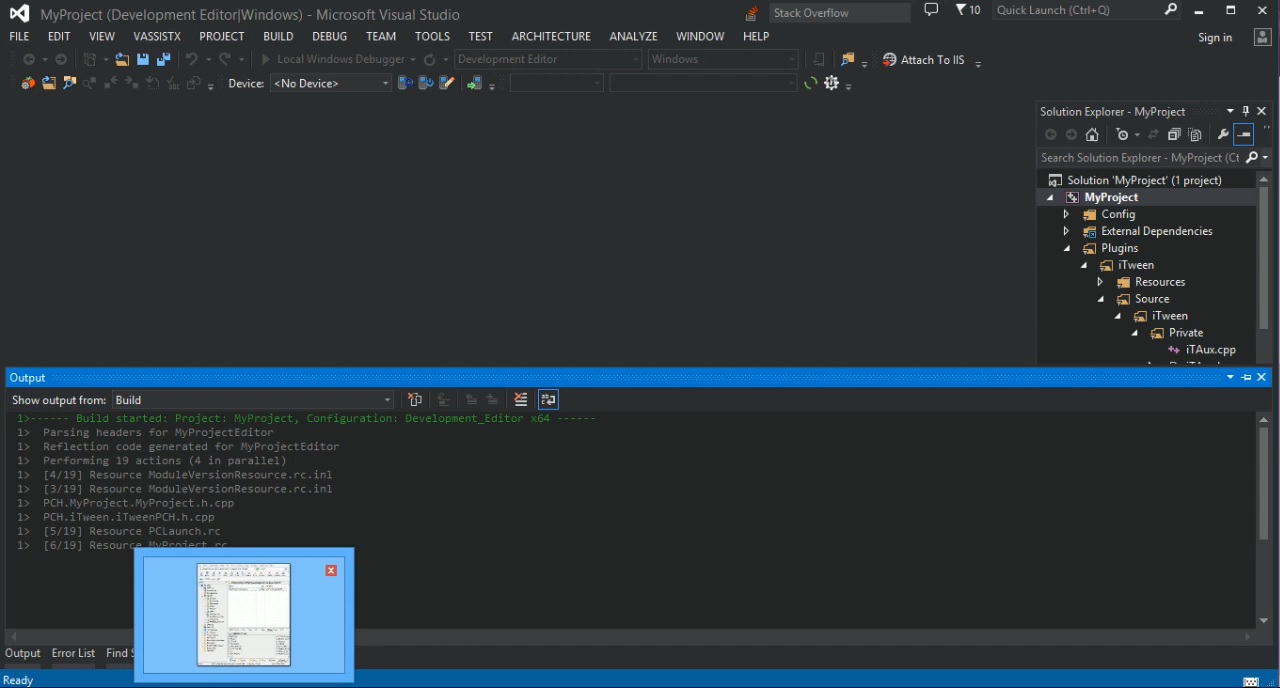 MyProject (Development Editor|Windows) - Microsoft Visual Studio
Stack Overflow
10
Quick Launch (Ctrl+Q)
FILE EDIT VIEW VASSISTX PROJECT BUILD DEBUG TEAM TOOLS TEST ARCHITECTURE ANALYZE WINDOW HELP
Sign in
Local Windows Debugger
Development Editor
Windows
Attach To IIS
Device: <No Device>
Solution Explorer - MyProject
Search Solution Explorer - MyProject (Ct
Solution 'MyProject' (1 project)
MyProject
Config
External Dependencies
Plugins
iTween
Resources
Source
iTween
Private
iTAux.cpp
Output
Show output from: Build
1>------ Build started: Project: MyProject, Configuration: Development_Editor x64 ------
1> Parsing headers for MyProjectEditor
1> Reflection code generated for MyProjectEditor
1> Performing 19 actions (4 in parallel)
1> [4/19] Resource ModuleVersionResource.rc.inl
1> [3/19] Resource ModuleVersionResource.rc.inl
1> PCH.MyProject.MyProject.h.cpp
1> PCH.iTween.iTweenPCH.h.cpp
1> [5/19] Resource PCLaunch.rc
1> [6/19] Resource MyProject.rc
Output Error List Find S
Ready